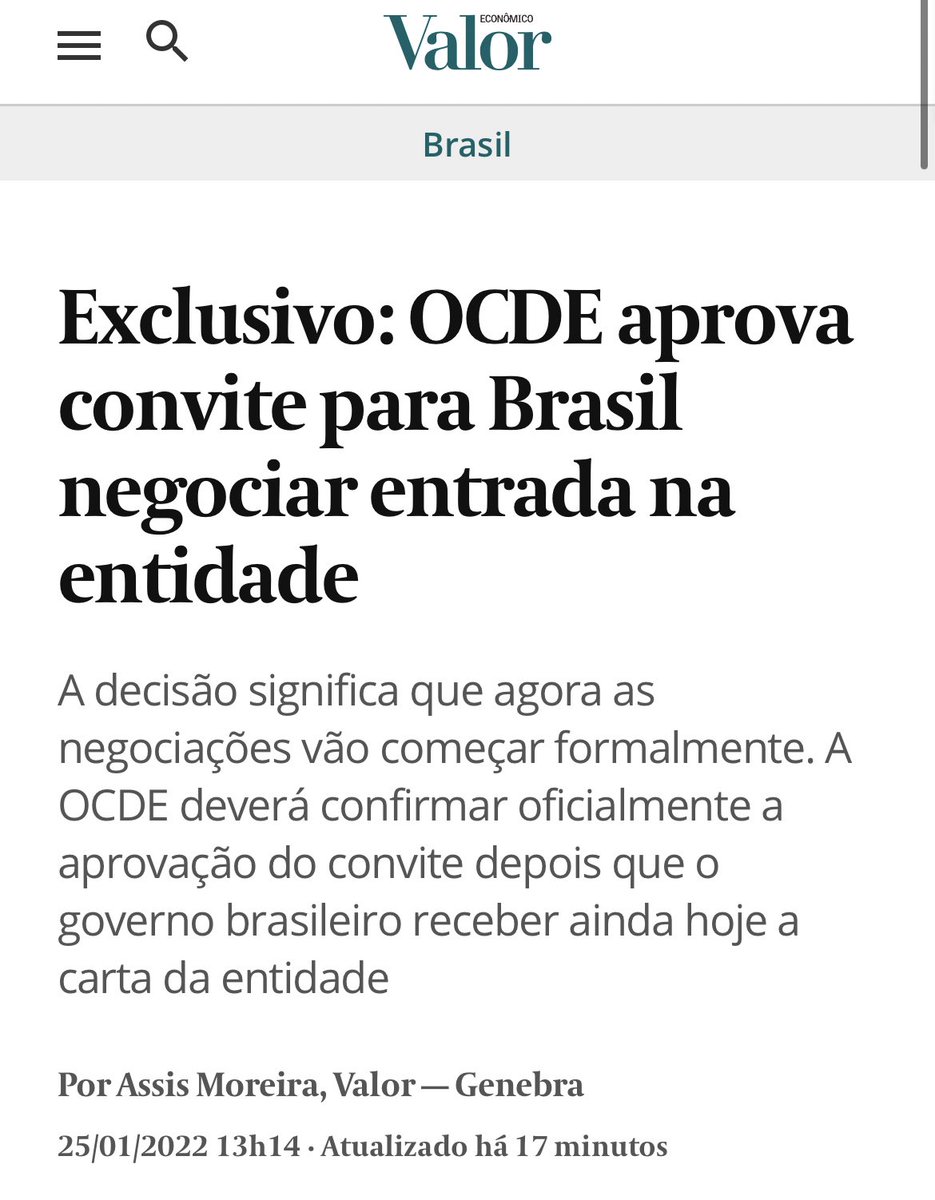 Valor ECONÔMICO
Brasil
Exclusivo: OCDE aprova
convite para Brasil
negociar entrada na
entidade
A decisão significa que agora as
negociações vão começar formalmente. A
OCDE deverá confirmar oficialmente a
aprovação do convite depois que o
governo brasileiro receber ainda hoje a
carta da entidade
Por Assis Moreira, Valor — Genebra
25/01/2022 13h14 · Atualizado há 17 minutos